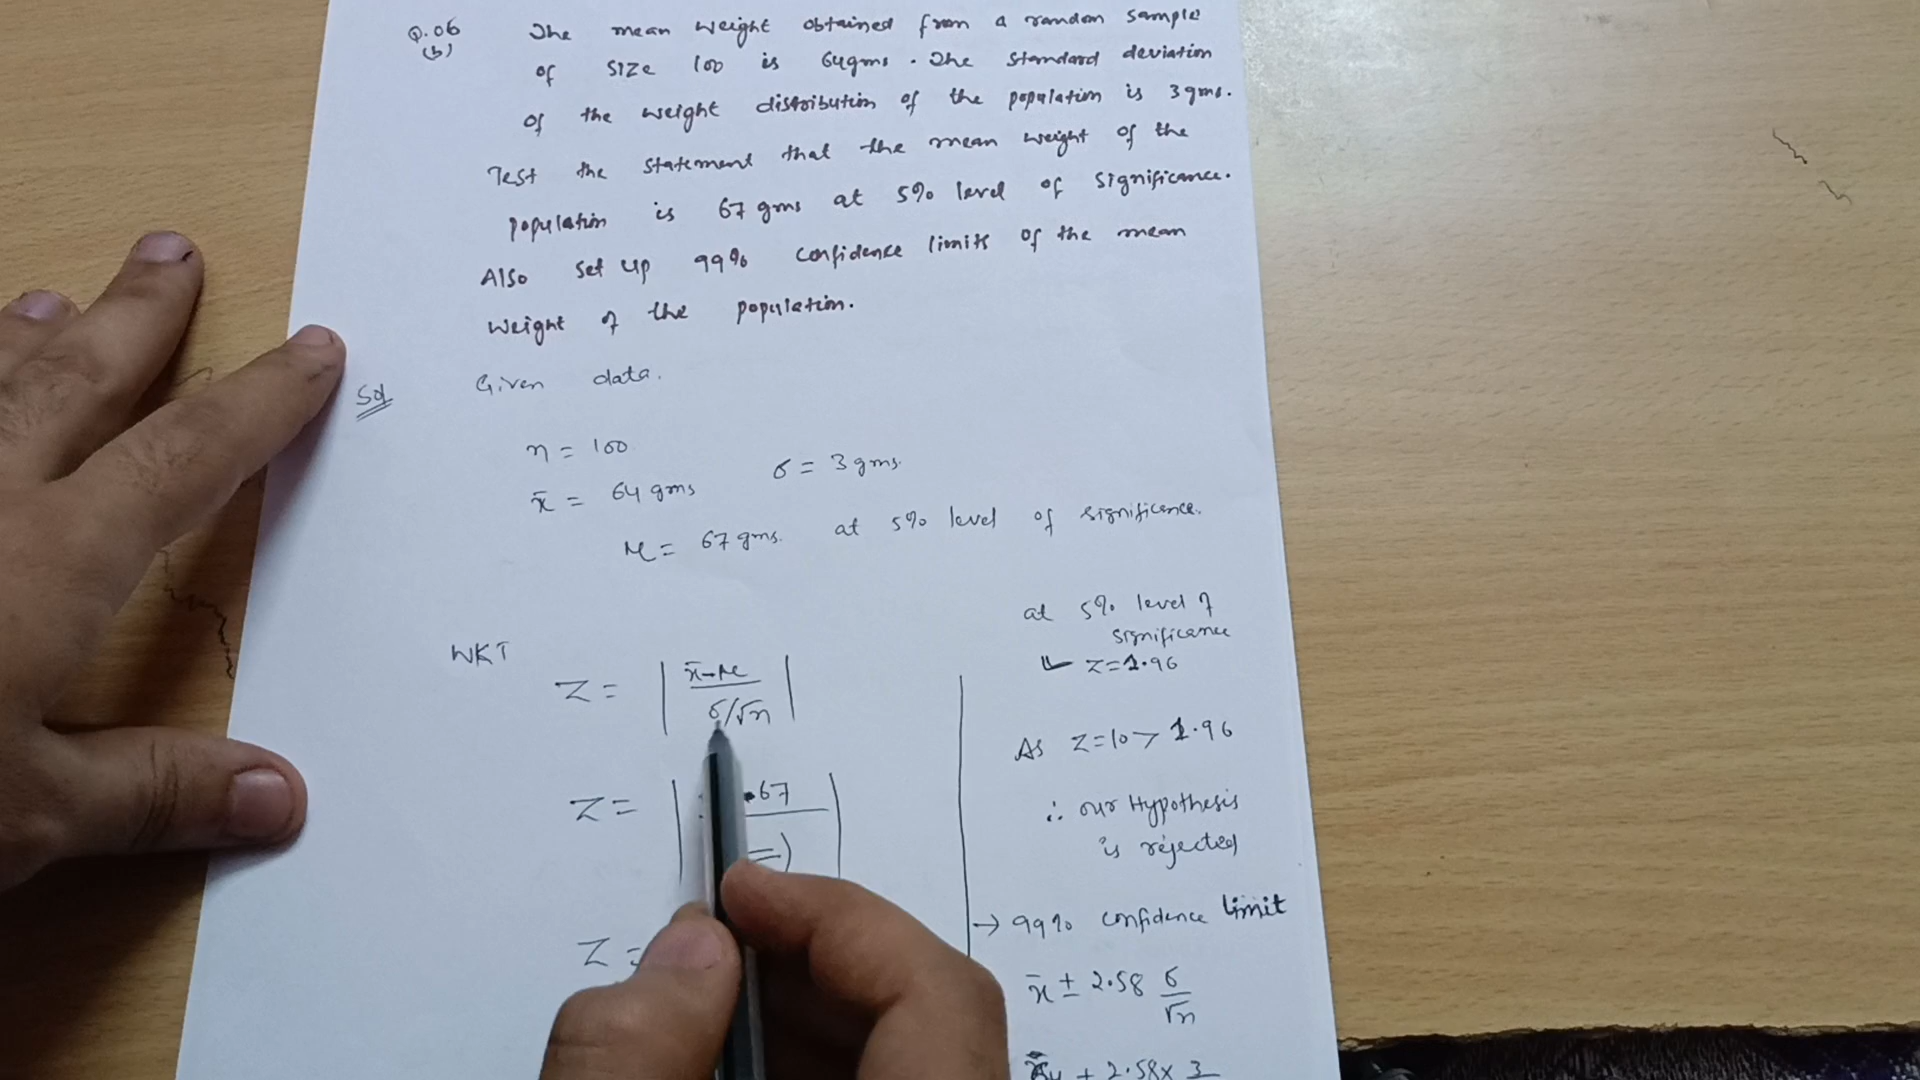 Q.06
(b)
The mean weight obtained from a random sample
of size 100 is 64gms. The standard deviation
of the weight distribution of the population is 3gms.
Test the statement that the mean weight of the
population is 67 gms at 5% level of significance.
Also set up 99% confidence limits of the mean
weight of the population.
Sol Given data.
n = 100
x̄ = 64 gms σ = 3 gms.
μ = 67 gms. at 5% level of significance.
WKT
Z = | x̄-μ / σ/√n |
Z = 67
Z =
at 5% level of
significance
Z=1.96
As Z=10 > 1.96
∴ our Hypothesis
is rejected
→ 99% confidence limit
x̄ ± 2.58 σ/√n
+ 2.58x 3